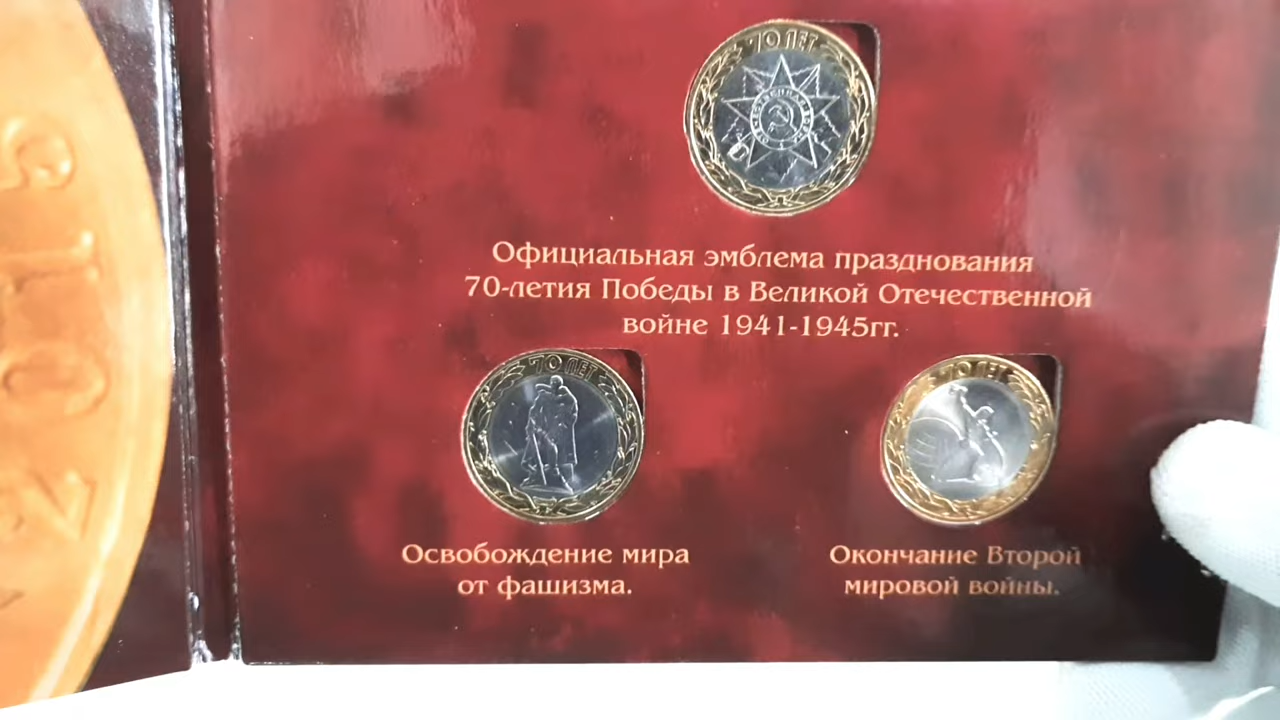 70 ЛЕТ
Официальная эмблема празднования
70-летия Победы в Великой Отечественной
войне 1941-1945гг.
70 ЛЕТ
70 ЛЕТ
Освобождение мира
от фашизма.
Окончание Второй
мировой войны.